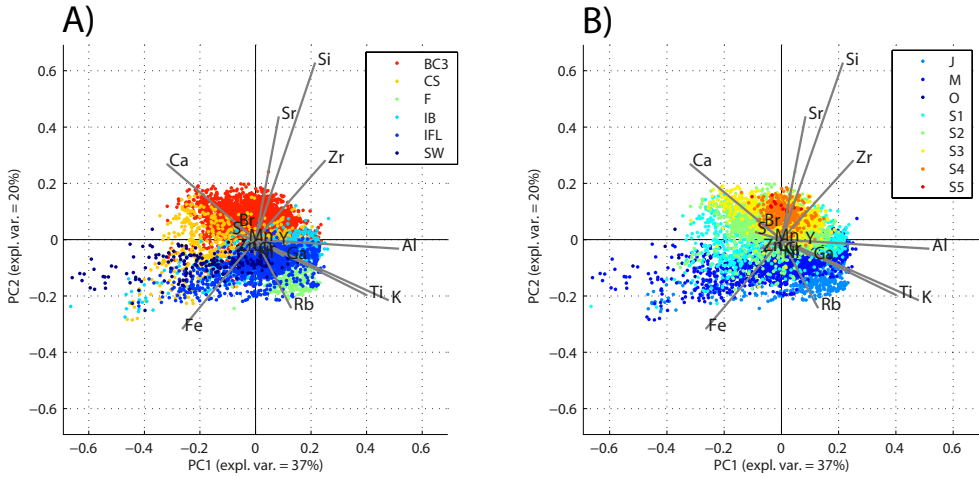 A)
0.6
0.4
0.2
0
−0.2
−0.4
−0.6
PC2 (expl. var. = 20%)
−0.6
−0.4
−0.2
0
0.2
0.4
0.6
PC1 (expl. var. = 37%)
Si
Sr
Zr
Ca
Br
S
Mn
Y
Al
Zn
Ga
Ti
K
Rb
Fe
BC3
CS
F
IB
IFL
SW
B)
0.6
0.4
0.2
0
−0.2
−0.4
−0.6
PC2 (expl. var. = 20%)
−0.6
−0.4
−0.2
0
0.2
0.4
0.6
PC1 (expl. var. = 37%)
Si
Sr
Zr
Ca
Br
S
Mn
Y
Al
Zn
Ni
Ga
Ti
K
Rb
Fe
J
M
O
S1
S2
S3
S4
S5